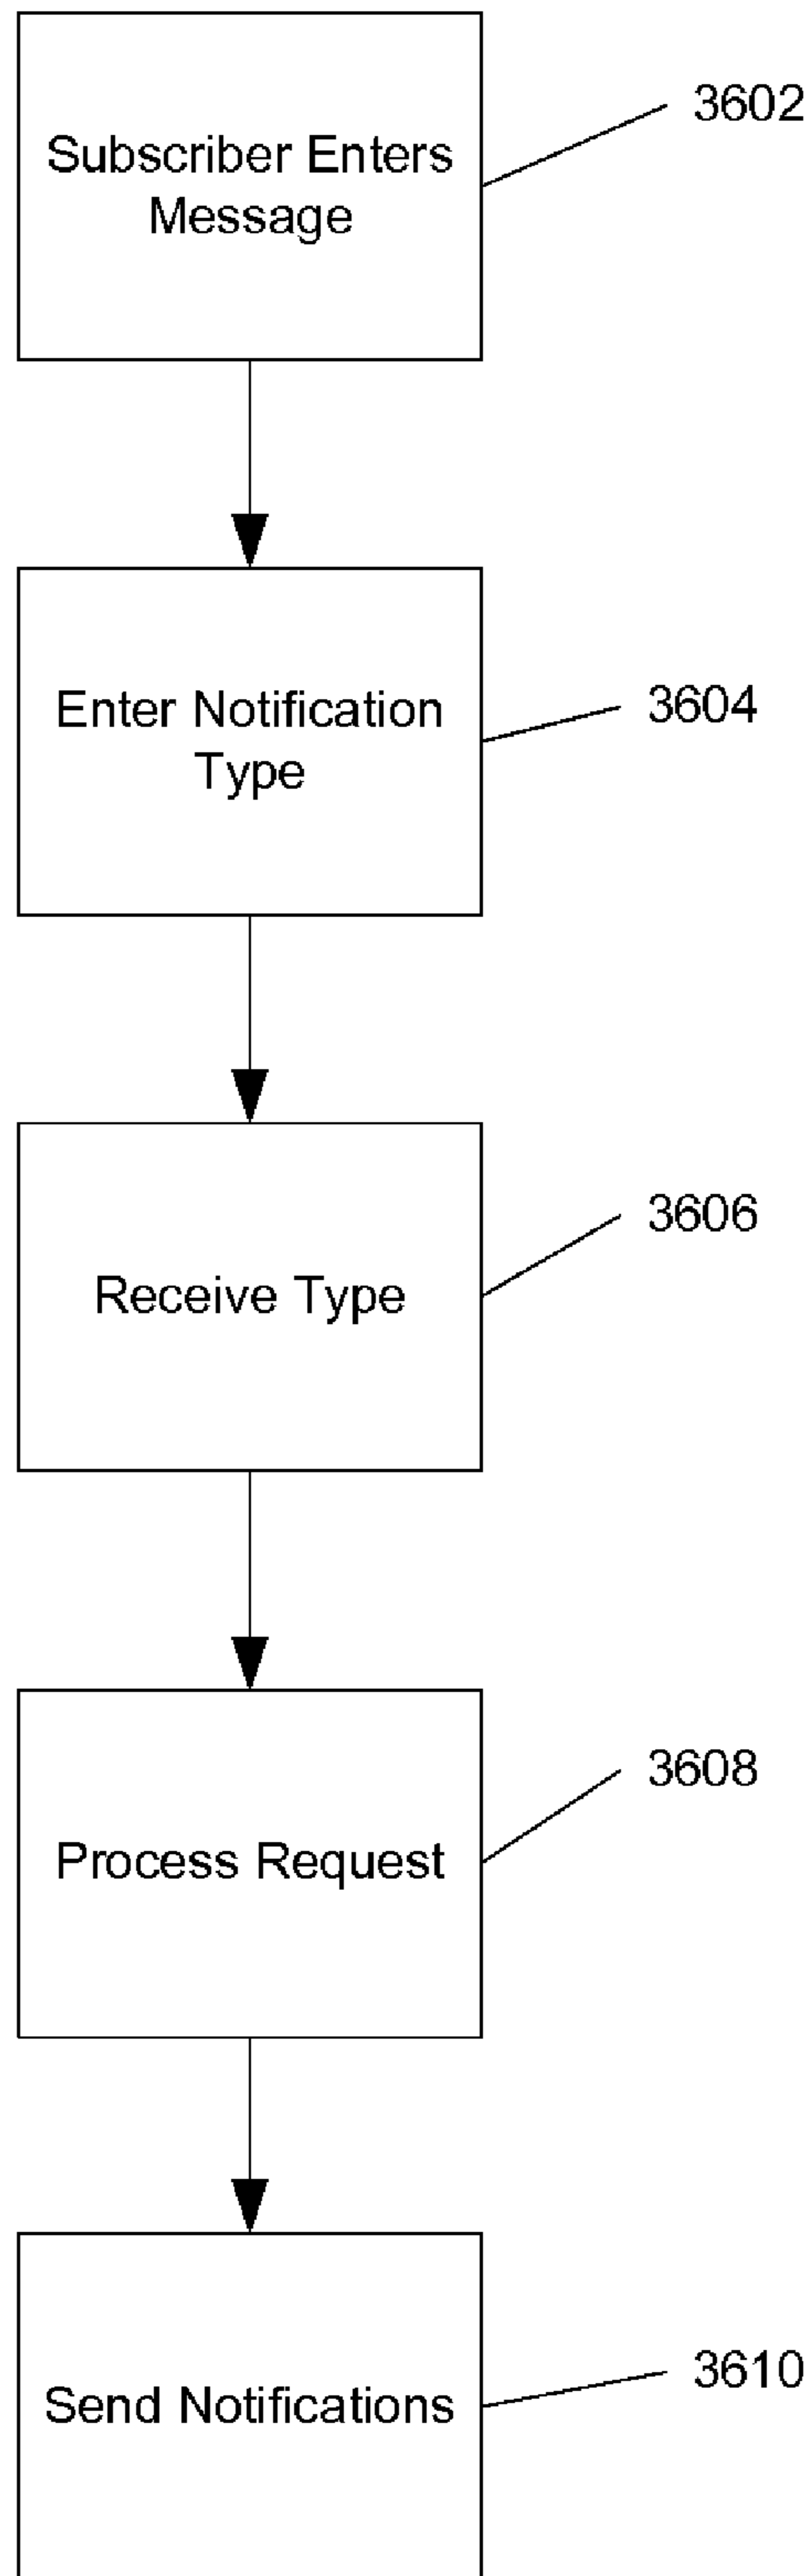 Subscriber Enters
Message
3602
Enter Notification
Type
3604
Receive Type
3606
Process Request
3608
Send Notifications
3610